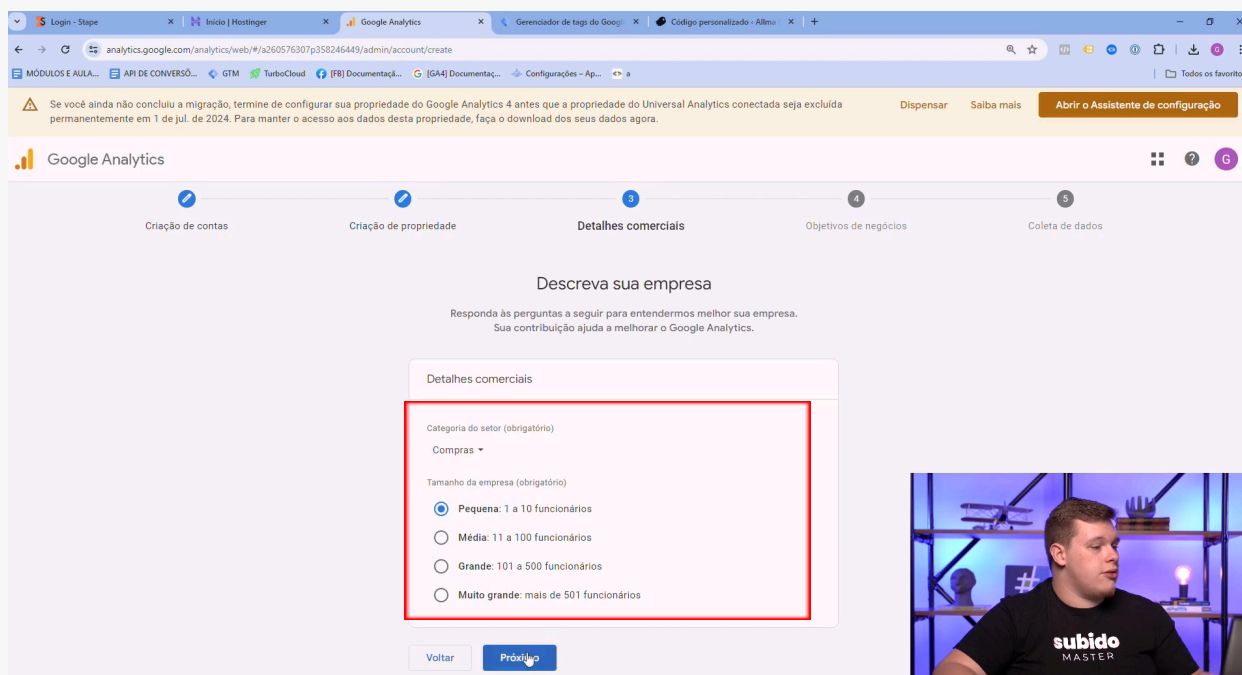 Login - Stape
Início | Hostinger
Google Analytics
Gerenciador de tags do Googl
Código personalizado ‹ Allma
analytics.google.com/analytics/web/#/a260576307p358246449/admin/account/create
MÓDULOS E AULA...
API DE CONVERSÕ...
GTM
TurboCloud
[FB] Documentaçã...
[GA4] Documentaç...
Configurações – Ap...
a
Todos os favorito
Se você ainda não concluiu a migração, termine de configurar sua propriedade do Google Analytics 4 antes que a propriedade do Universal Analytics conectada seja excluída
permanentemente em 1 de jul. de 2024. Para manter o acesso aos dados desta propriedade, faça o download dos seus dados agora.
Dispensar
Saiba mais
Abrir o Assistente de configuração
Google Analytics
G
3
4
5
Criação de contas
Criação de propriedade
Detalhes comerciais
Objetivos de negócios
Coleta de dados
Descreva sua empresa
Responda às perguntas a seguir para entendermos melhor sua empresa.
Sua contribuição ajuda a melhorar o Google Analytics.
Detalhes comerciais
Categoria do setor (obrigatório)
Compras
Tamanho da empresa (obrigatório)
Pequena: 1 a 10 funcionários
Média: 11 a 100 funcionários
Grande: 101 a 500 funcionários
Muito grande: mais de 501 funcionários
Voltar
Próximo
#
subido
MASTER